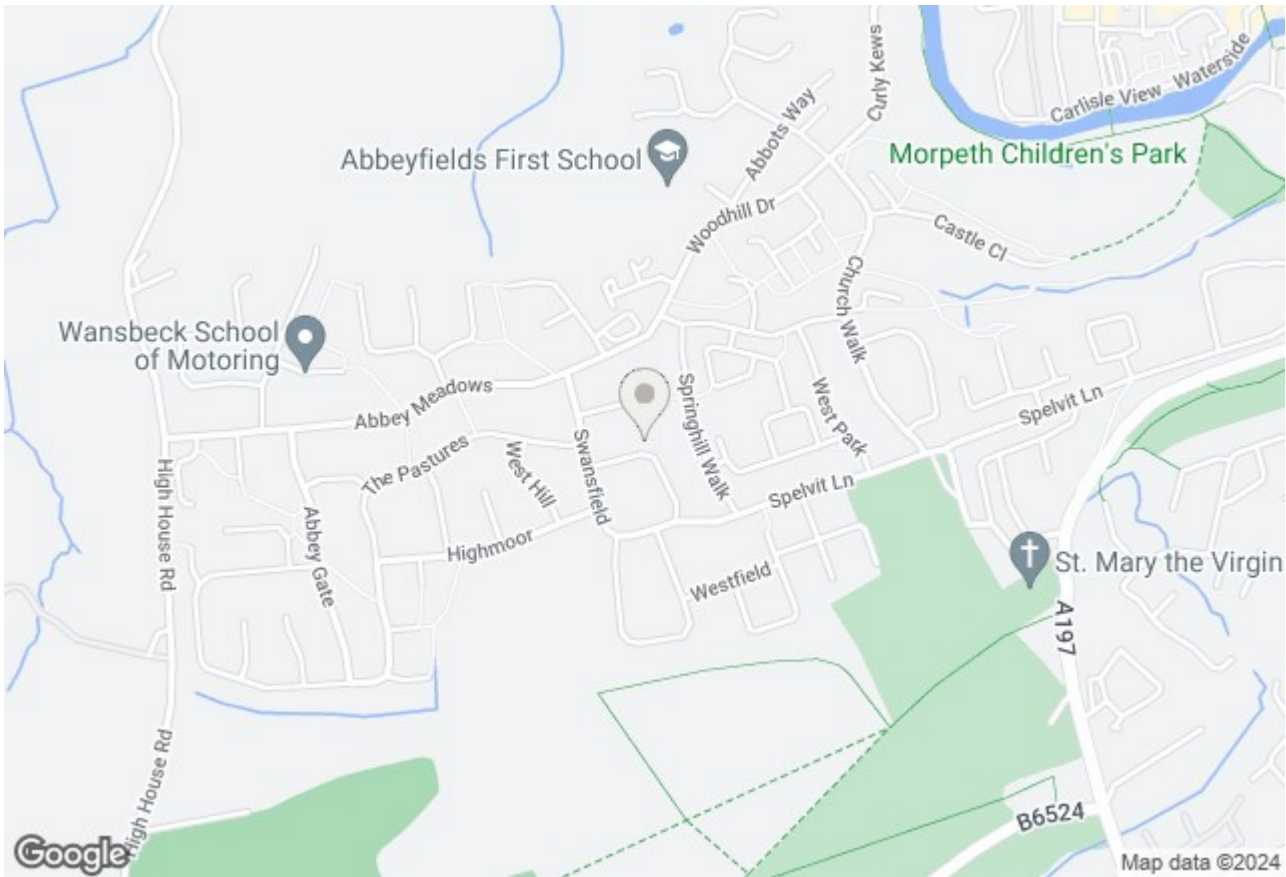 Curly Kews
Carlisle View
Waterside
Abbots Way
Abbeyfields First School
Morpeth Children's Park
Woodhill Dr
Castle Cl
Church Walk
Wansbeck School
of Motoring
Abbey Meadows
Springhill Walk
West Park
Spelvit Ln
The Pastures
West Hill
Swansfield
Spelvit Ln
High House Rd
Abbey Gate
Highmoor
Westfield
St. Mary the Virgin
A197
High House Rd
B6524
Google
Map data ©2024